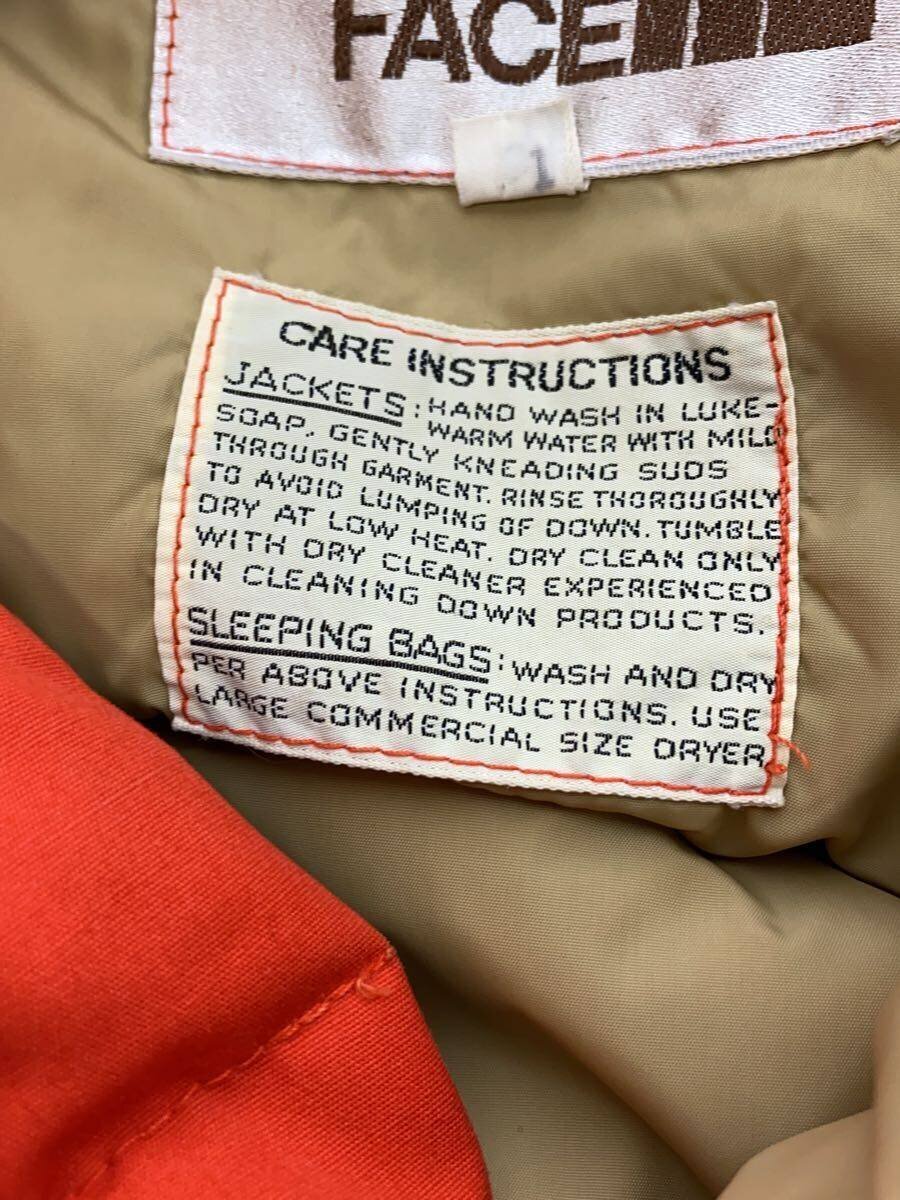 FACE
1
CARE INSTRUCTIONS
JACKETS: HAND WASH IN LUKE-
WARM WATER WITH MILD
SOAP. GENTLY KNEADING SUDS
THROUGH GARMENT. RINSE THOROUGHLY
TO AVOID LUMPING OF DOWN. TUMBLE
DRY AT LOW HEAT. DRY CLEAN ONLY
WITH DRY CLEANER EXPERIENCED
IN CLEANING DOWN PRODUCTS.
SLEEPING BAGS: WASH AND DRY
PER ABOVE INSTRUCTIONS. USE
LARGE COMMERCIAL SIZE DRYER